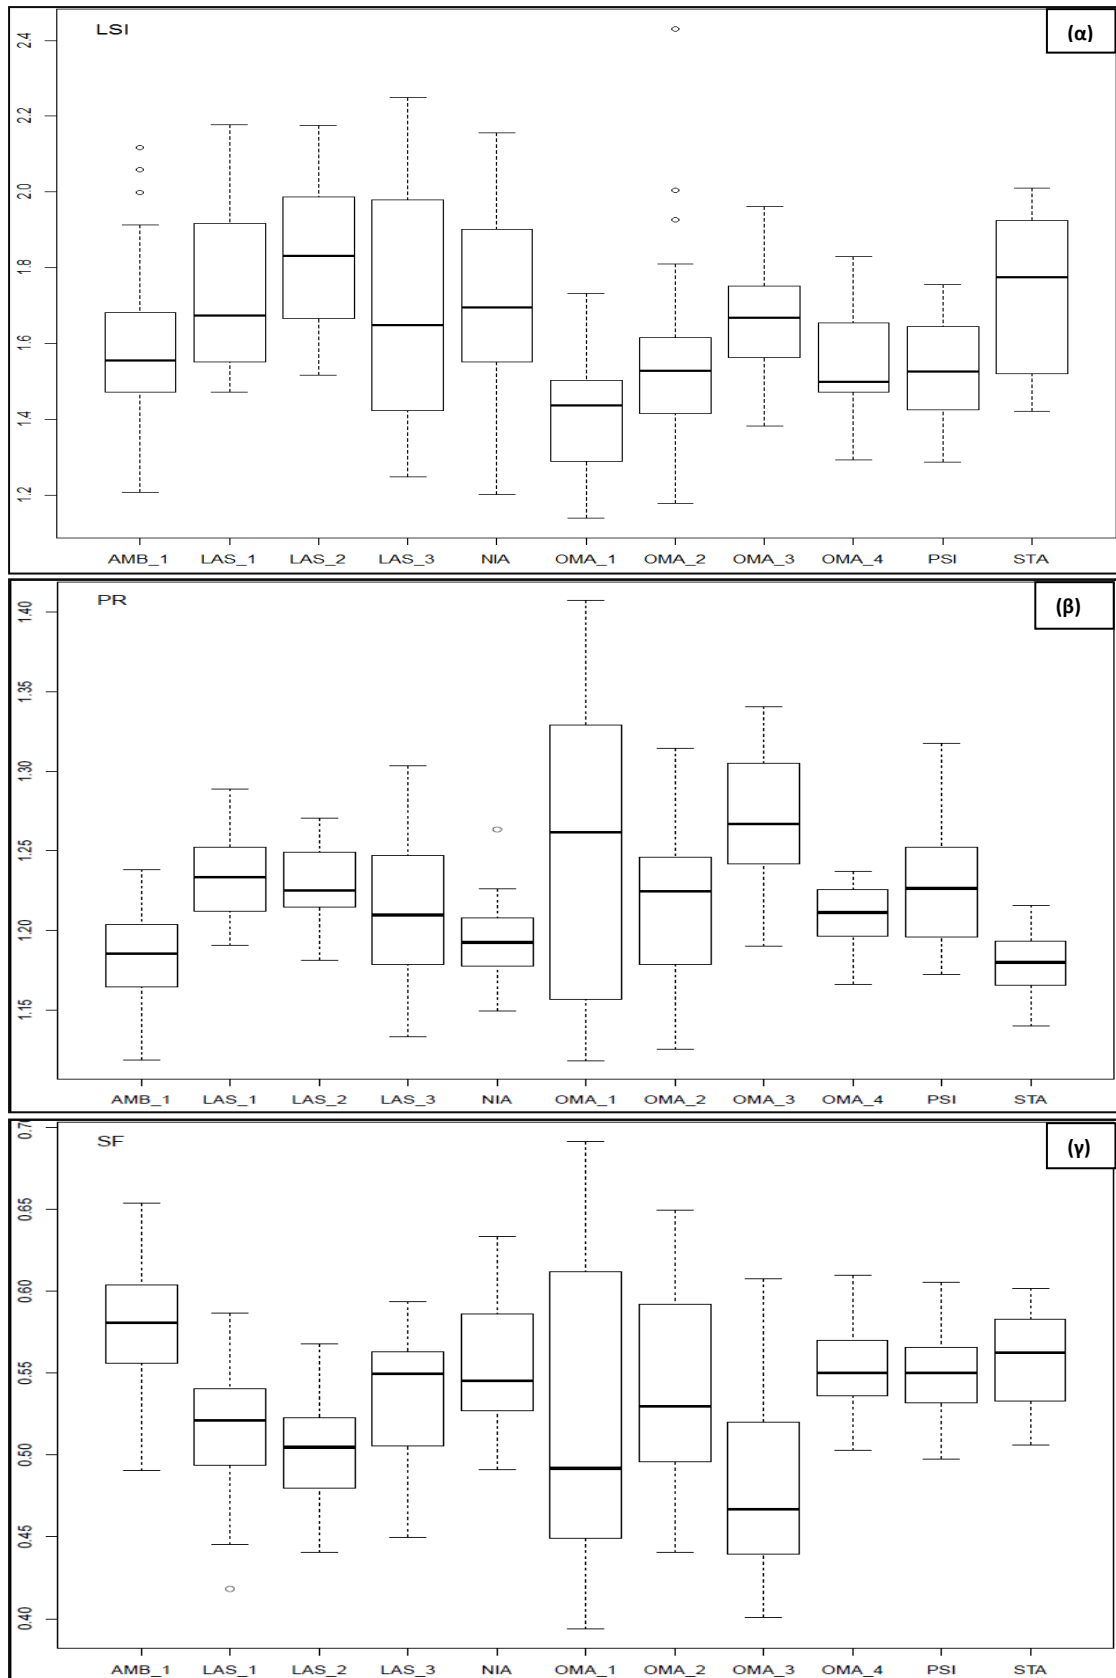 LSI
(α)
2.4
2.2
2.0
1.8
1.6
1.4
1.2
AMB_1 LAS_1 LAS_2 LAS_3 NIA OMA_1 OMA_2 OMA_3 OMA_4 PSI STA
PR
(β)
1.40
1.35
1.30
1.25
1.20
1.15
AMB_1 LAS_1 LAS_2 LAS_3 NIA OMA_1 OMA_2 OMA_3 OMA_4 PSI STA
SF
(γ)
0.65
0.60
0.55
0.50
0.45
0.40
AMB_1 LAS_1 LAS_2 LAS_3 NIA OMA_1 OMA_2 OMA_3 OMA_4 PSI STA